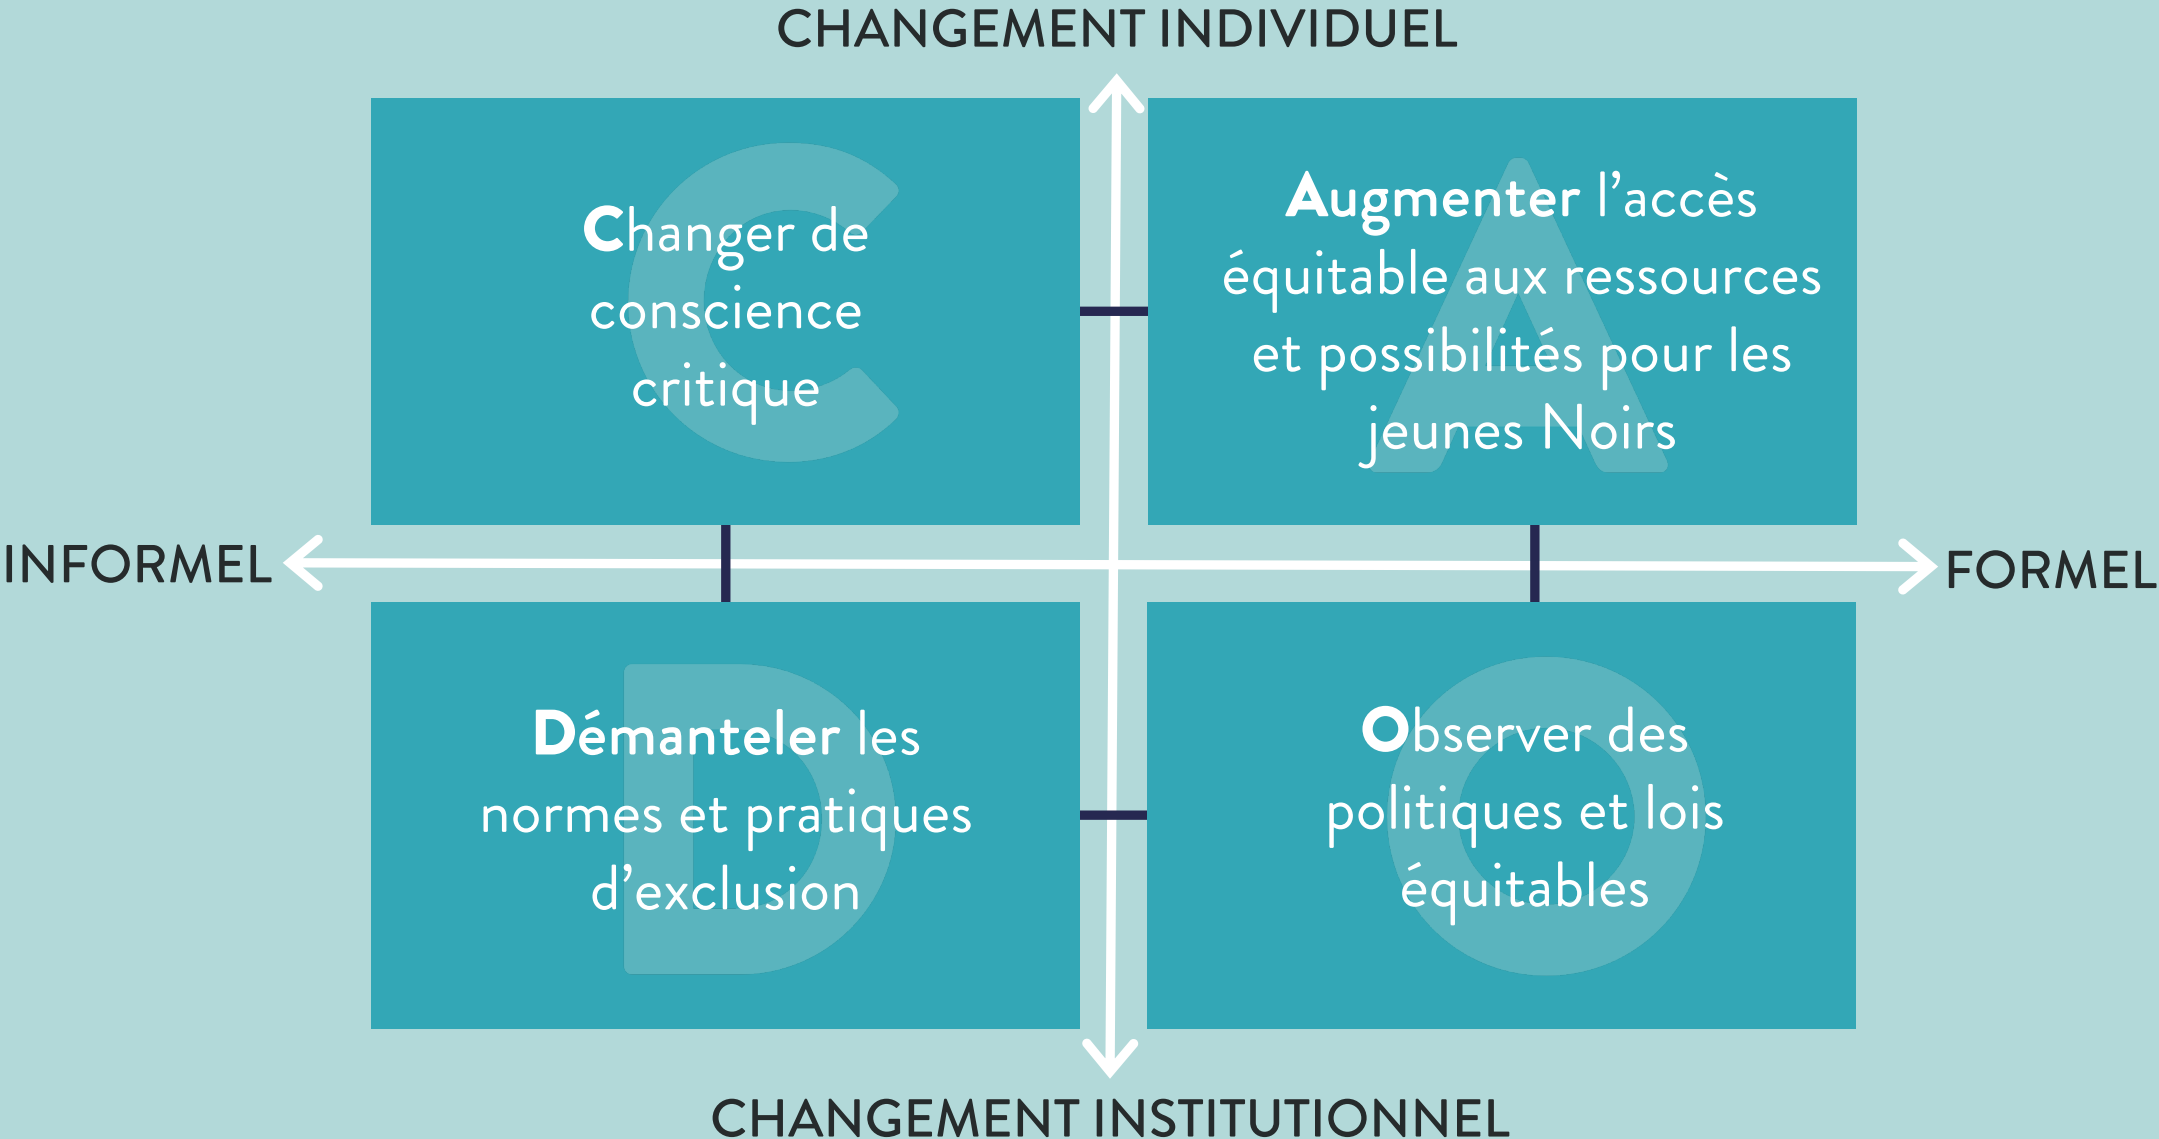 CHANGEMENT INDIVIDUEL
C
Changer de
conscience
critique
A
Augmenter l’accès
équitable aux ressources
et possibilités pour les
jeunes Noirs
INFORMEL
FORMEL
D
Démanteler les
normes et pratiques
d’exclusion
O
Observer des
politiques et lois
équitables
CHANGEMENT INSTITUTIONNEL